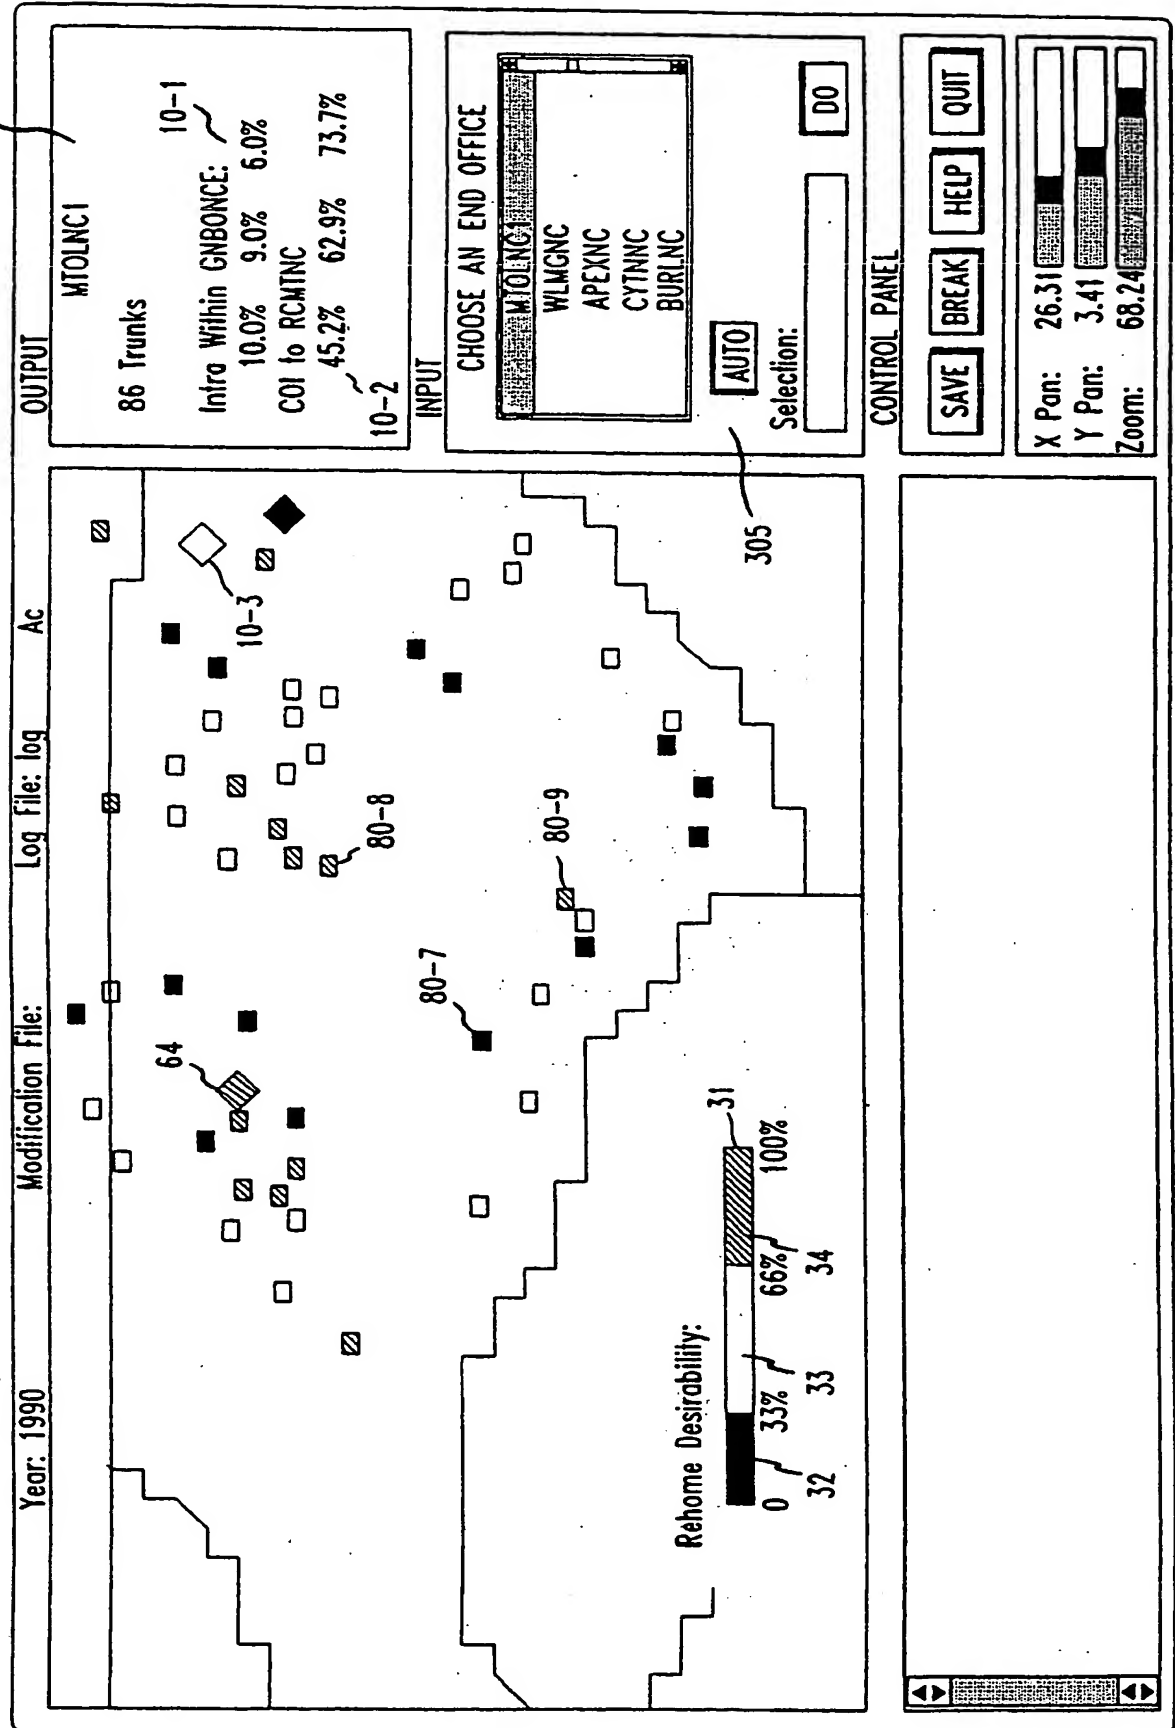 Year: 1990 Modification File: Log File: log Ac
64
80-7
80-8
80-9
10-3
Rehome Desirability:
31
0 33% 66% 100%
32 33 34
OUTPUT
MTOLNC1
86 Trunks
10-1
Intra Within GNBONCE:
10.0% 9.0% 6.0%
COI to RCMTNC
45.2% 62.9% 73.7%
10-2
INPUT
CHOOSE AN END OFFICE
MTOLNC1
WLMGNC
APEXNC
CYTNNC
BURLNC
305
AUTO
Selection:
DO
CONTROL PANEL
SAVE BREAK HELP QUIT
X Pan: 26.31
Y Pan: 3.41
Zoom: 68.24